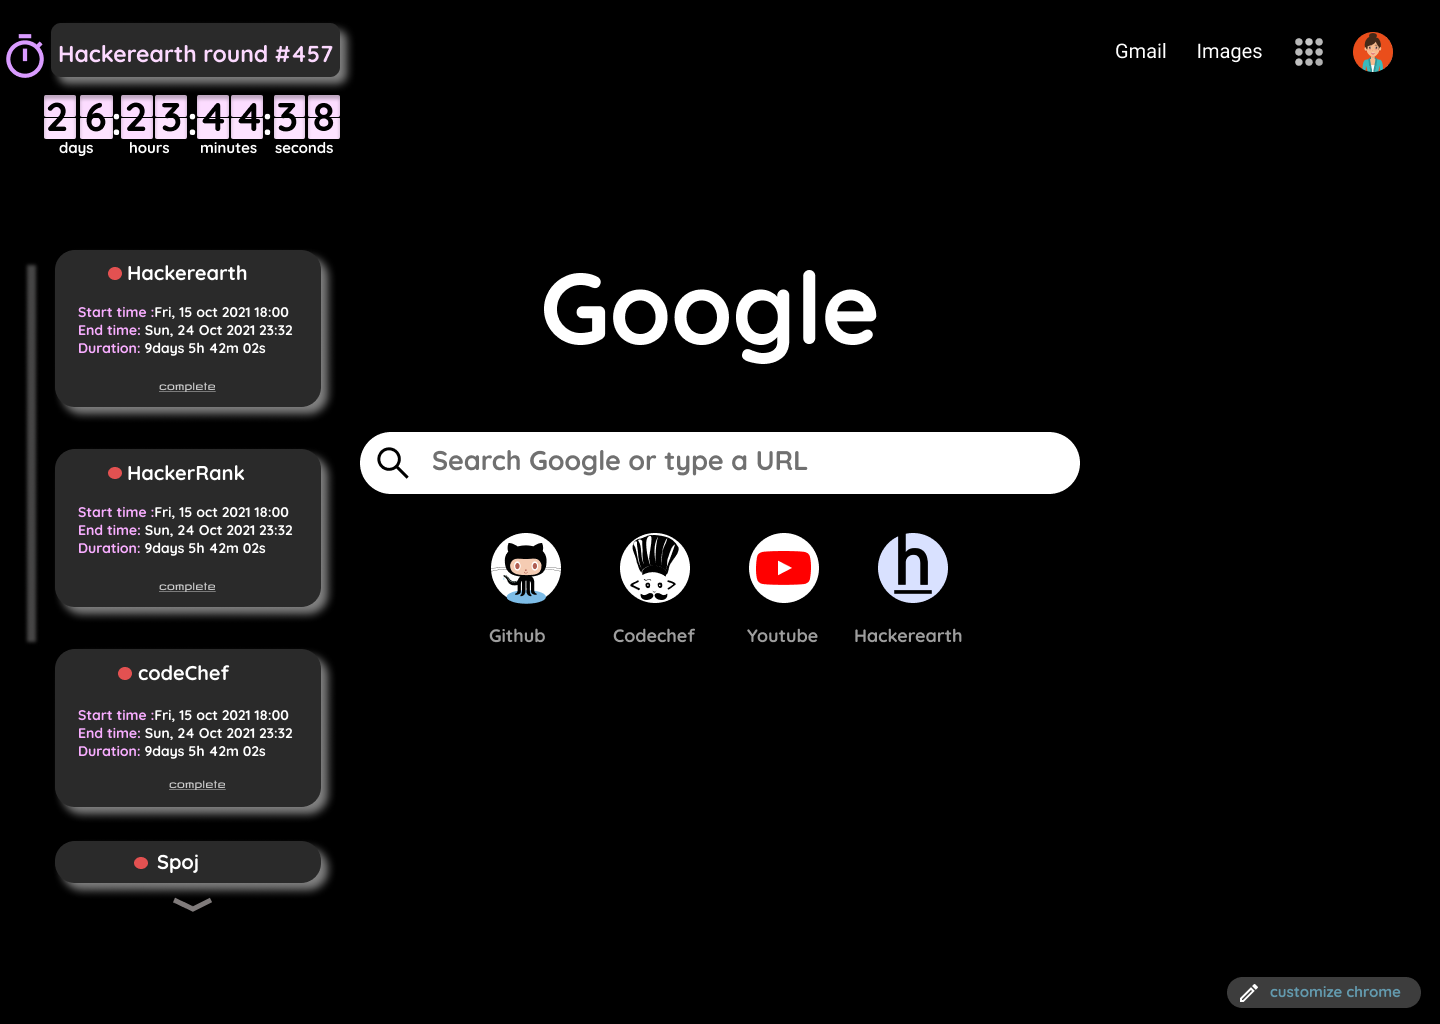 Hackerearth round #457
Gmail Images
26:23:44:38
days hours minutes seconds
Hackerearth
Start time :Fri, 15 oct 2021 18:00
End time: Sun, 24 Oct 2021 23:32
Duration: 9days 5h 42m 02s
complete
HackerRank
Start time :Fri, 15 oct 2021 18:00
End time: Sun, 24 Oct 2021 23:32
Duration: 9days 5h 42m 02s
complete
codeChef
Start time :Fri, 15 oct 2021 18:00
End time: Sun, 24 Oct 2021 23:32
Duration: 9days 5h 42m 02s
complete
Spoj
Google
Search Google or type a URL
h
Github Codechef Youtube Hackerearth
customize chrome